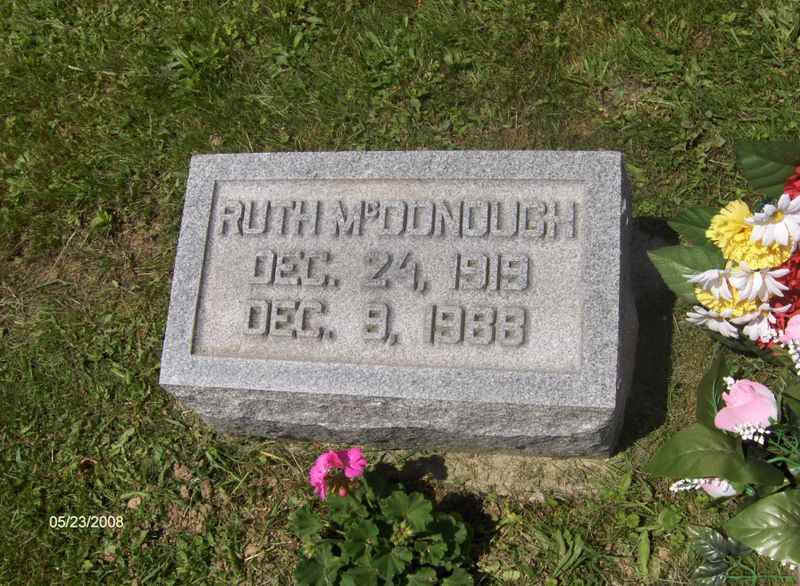 RUTH McDONOUGH
DEC. 24, 1919
DEC. 9, 1988
05/23/2008